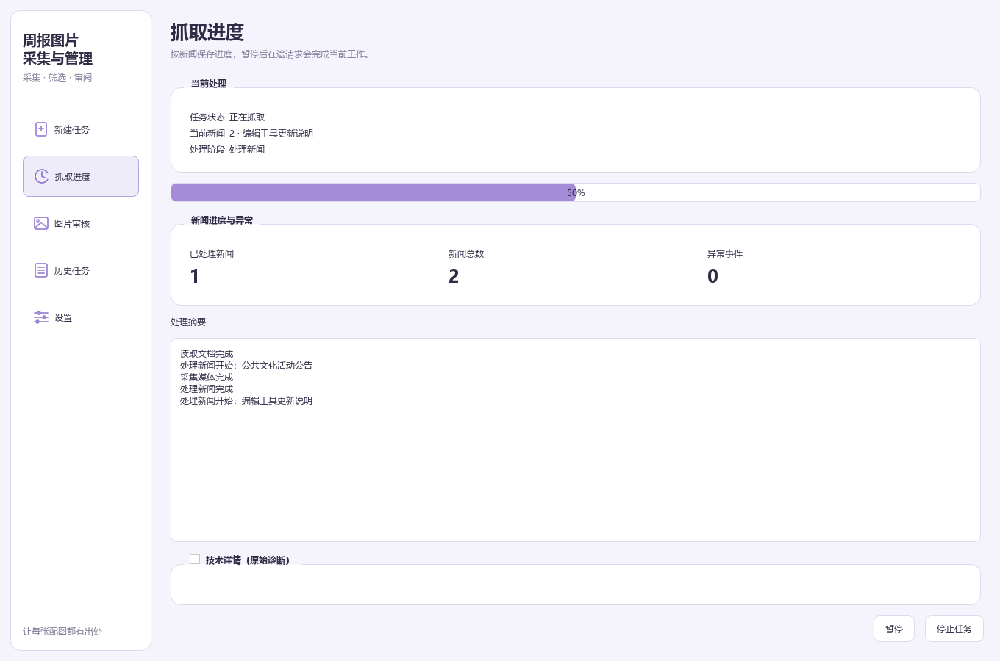 周报图片
采集与管理
采集 · 筛选 · 审阅
新建任务
抓取进度
图片审核
历史任务
设置
让每张配图都有出处
抓取进度
按新闻保存进度，暂停后在途请求会完成当前工作。
当前处理
任务状态 正在抓取
当前新闻 2 · 编辑工具更新说明
处理阶段 处理新闻
50%
新闻进度与异常
已处理新闻 新闻总数 异常事件
1 2 0
处理摘要
读取文档完成
处理新闻开始：公共文化活动公告
采集媒体完成
处理新闻完成
处理新闻开始：编辑工具更新说明
技术详情（原始诊断）
暂停 停止任务